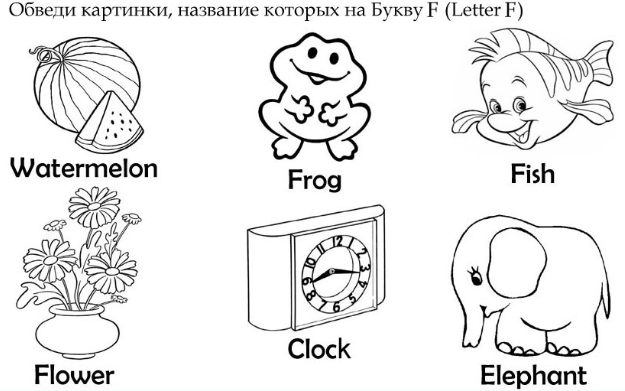 Обведи картинки, название которых на Букву F (Letter F)
Watermelon
Frog
Fish
Flower
Clock
Elephant